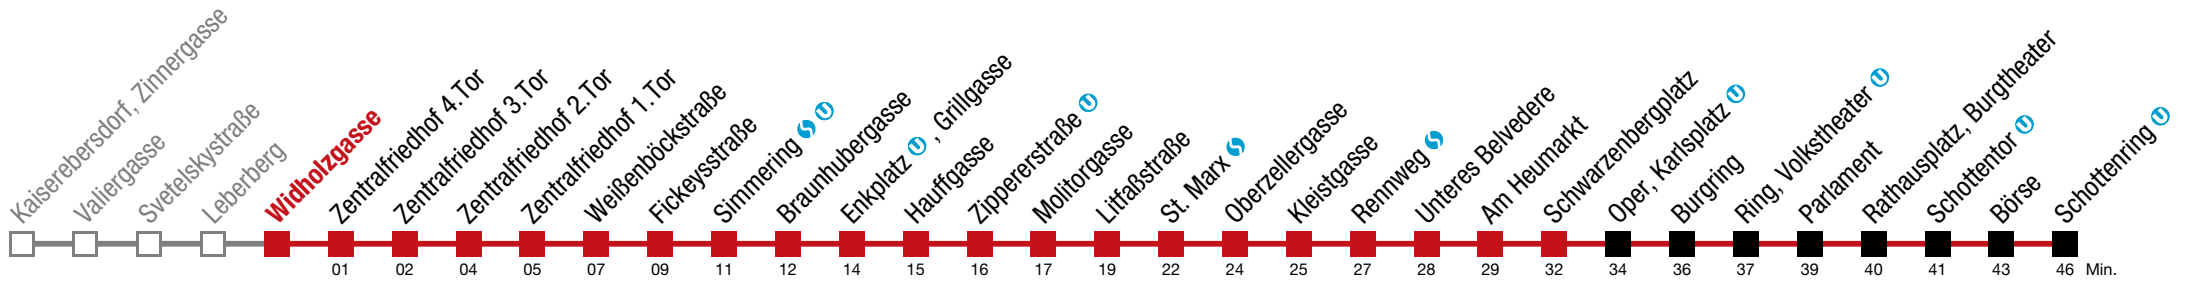 Kaiserebersdorf, Zinnergasse
Valiergasse
Svetelskystraße
Leberberg
Widholzgasse
Zentralfriedhof 4.Tor
Zentralfriedhof 3.Tor
Zentralfriedhof 2.Tor
Zentralfriedhof 1.Tor
Weißenböckstraße
Fickeysstraße
Simmering S U
Braunhubergasse
Enkplatz U , Grillgasse
Hauffgasse
Zippererstraße U
Molitorgasse
Litfaßstraße
St. Marx S
Oberzellergasse
Kleistgasse
Rennweg S
Unteres Belvedere
Am Heumarkt
Schwarzenbergplatz
Oper, Karlsplatz U
Burgring
Ring, Volkstheater U
Parlament
Rathausplatz, Burgtheater
Schottentor U
Börse
Schottenring U
01 02 04 05 07 09 11 12 14 15 16 17 19 22 24 25 27 28 29 32 34 36 37 39 40 41 43 46 Min.